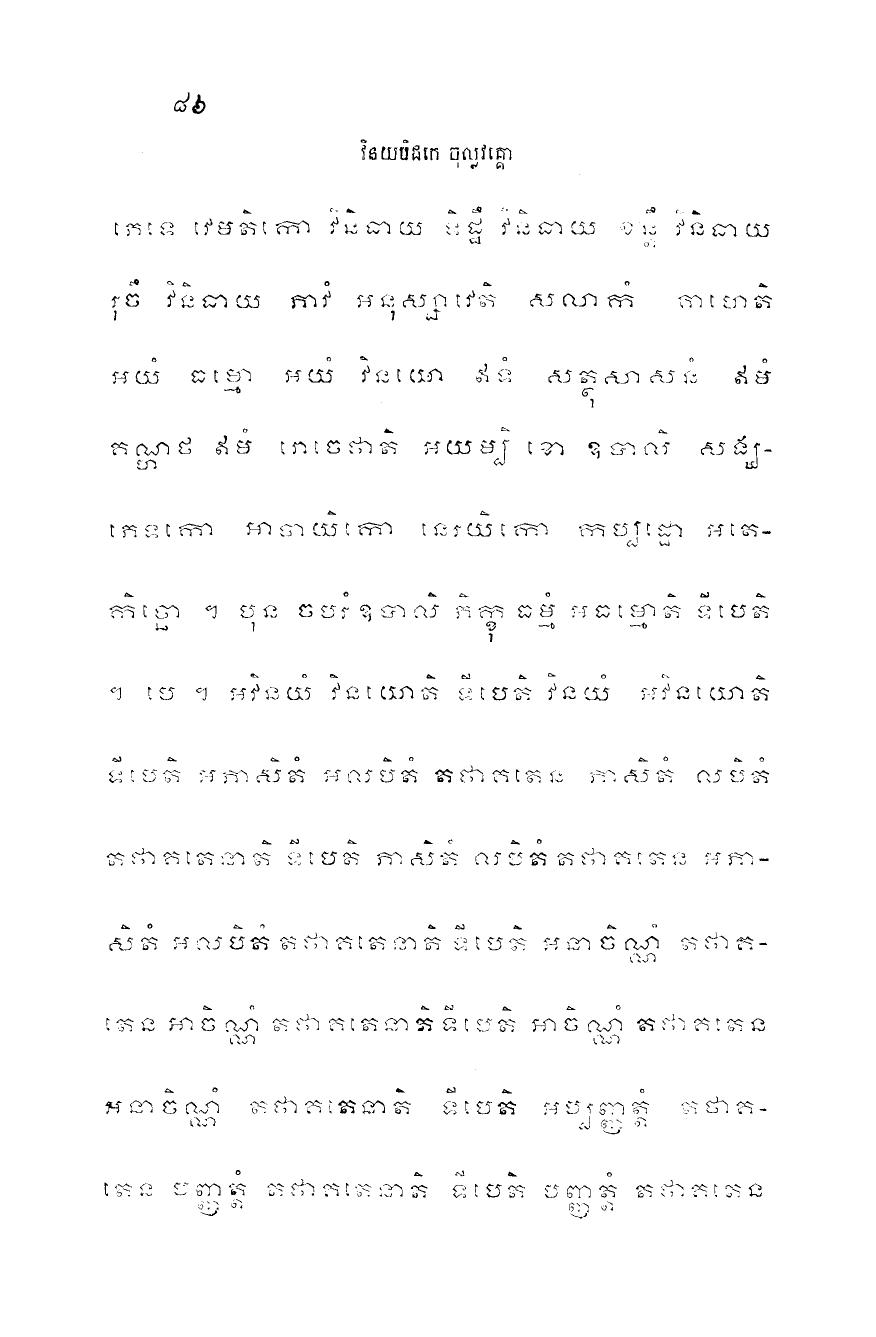 ៨៦
វិនយបិដកេ ចុល្លវគ្គោ
ភេទេ វេមតិកោ វិនិធាយ ទិដ្ឋឹ វិនិធាយ ខន្តឹ វិនិធាយ
រុចឹ វិនិធាយ ភាវំ អនុស្សាវេតិ សលាកំ គាហេតិ
អយំ ធម្មោ អយំ វិនយោ ឥទំ សត្ថុសាសនំ ឥមំ
គណ្ហថ ឥមំ រោចេថាតិ អយម្បិ ខោ ឧបាលិ សង្ឃ-
ភេទកោ អាបាយិកោ នេរយិកោ កប្បដ្ឋោ អតេ-
កិច្ឆោ ។ បុន ចបរំឧបាលិ ភិក្ខុ ធម្មំ អធម្មោតិ ទីបេតិ
។ បេ ។ អវិនយំ វិនយោតិ ទីបេតិ វិនយំ អវិនយោតិ
ទីបេតិ អភាសិតំ អលបិតំ តថាគតេន ភាសិតំ លបិតំ
តថាគតេនាតិ ទីបេតិ ភាសិតំ លបិតំតថាគតេន អភា-
សិតំ អលបិតំ តថាគតេនាតិ ទីបេតិ អនាចិណ្ណំ តថាគ-
តេន អាចិណ្ណំ តថាគតេនាតិទីបេតិ អាចិណ្ណំ តថាគតេន
អនាចិណ្ណំ តថាគតេនាតិ ទីបេតិ អប្បញ្ញត្តំ តថាគ-
តេន បញ្ញត្តំ តថាគតេនាតិ ទីបេតិ បញ្ញត្តំ តថាគតេន